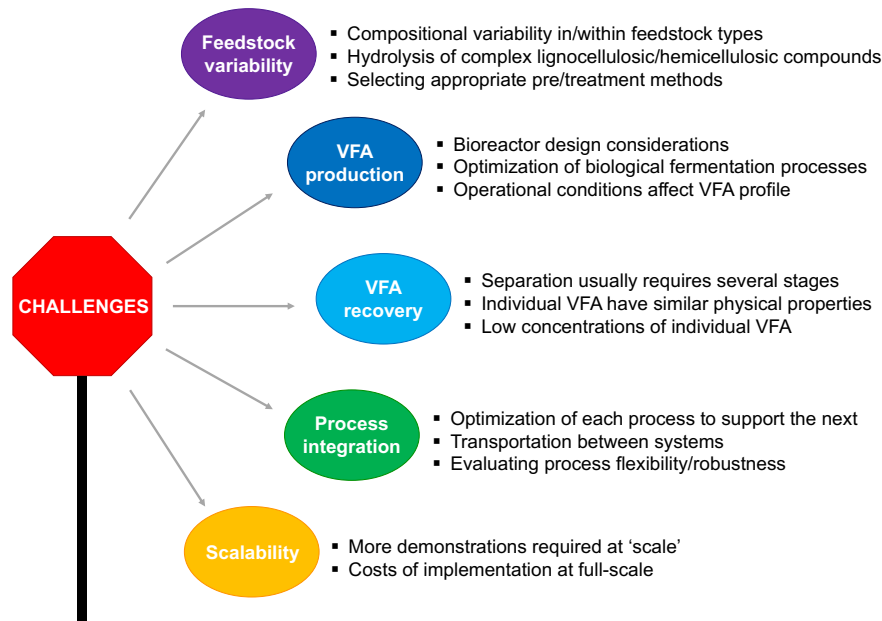 Feedstock
variability
▪ Compositional variability in/within feedstock types
▪ Hydrolysis of complex lignocellulosic/hemicellulosic compounds
▪ Selecting appropriate pre/treatment methods
VFA
production
▪ Bioreactor design considerations
▪ Optimization of biological fermentation processes
▪ Operational conditions affect VFA profile
CHALLENGES
VFA
recovery
▪ Separation usually requires several stages
▪ Individual VFA have similar physical properties
▪ Low concentrations of individual VFA
Process
integration
▪ Optimization of each process to support the next
▪ Transportation between systems
▪ Evaluating process flexibility/robustness
Scalability
▪ More demonstrations required at ‘scale’
▪ Costs of implementation at full-scale